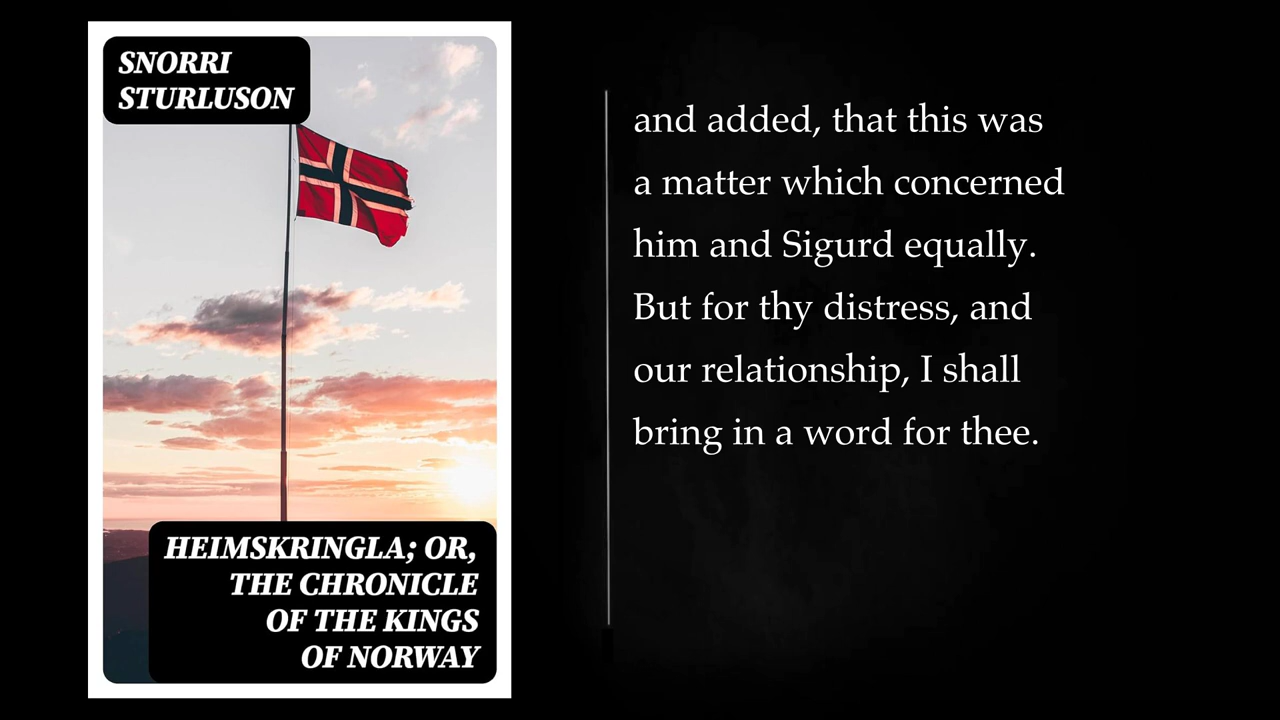 SNORRI
STURLUSON
HEIMSKRINGLA; OR,
THE CHRONICLE
OF THE KINGS
OF NORWAY
and added, that this was
a matter which concerned
him and Sigurd equally.
But for thy distress, and
our relationship, I shall
bring in a word for thee.